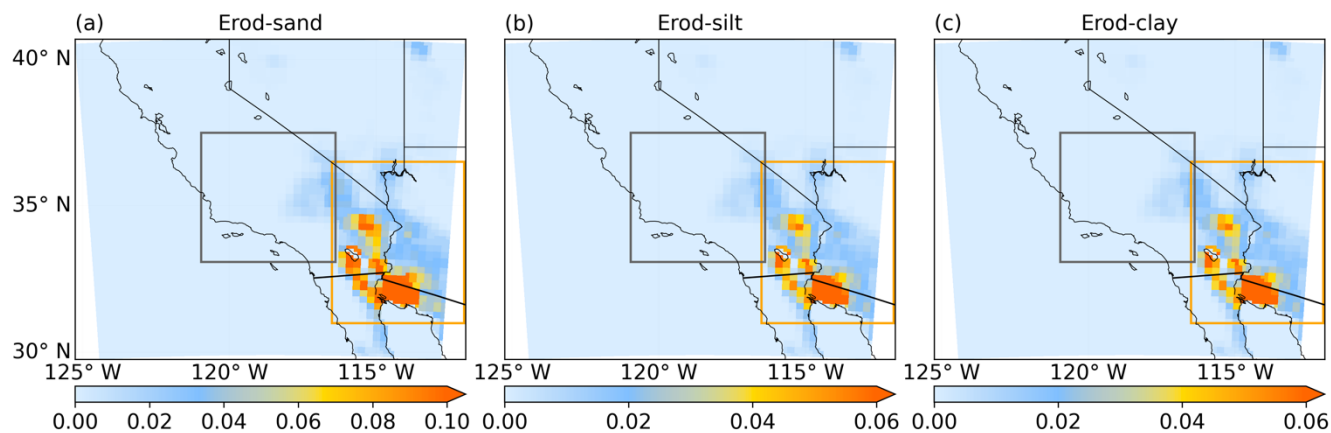 (a) Erod-sand (b) Erod-silt (c) Erod-clay
40° N
35° N
30° N
125° W 120° W 115° W 125° W 120° W 115° W 125° W 120° W 115° W
0.00 0.02 0.04 0.06 0.08 0.10 0.00 0.02 0.04 0.06 0.00 0.02 0.04 0.06